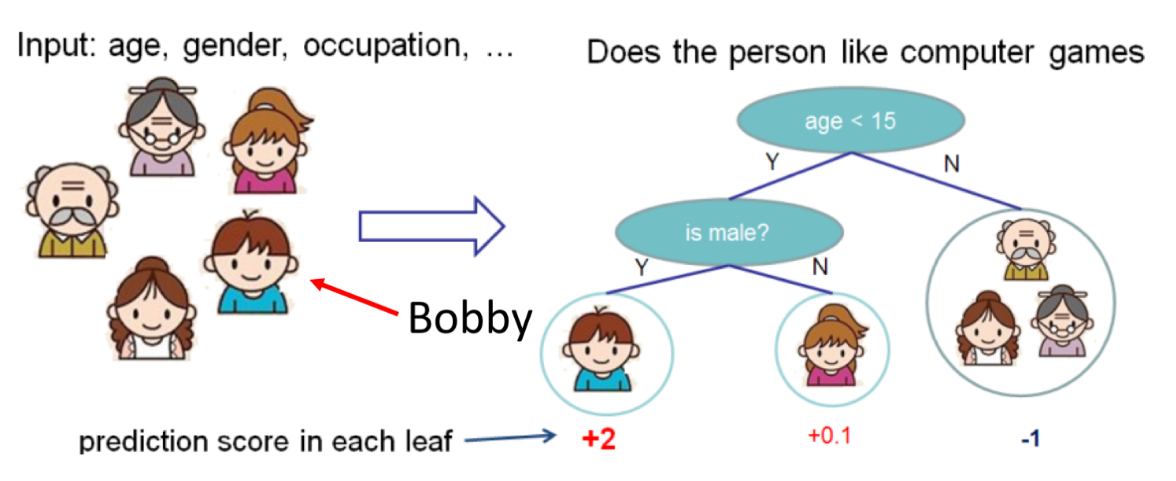 Input: age, gender, occupation, ...
Does the person like computer games
age < 15
Y
N
is male?
Y
N
Bobby
prediction score in each leaf
+2
+0.1
-1